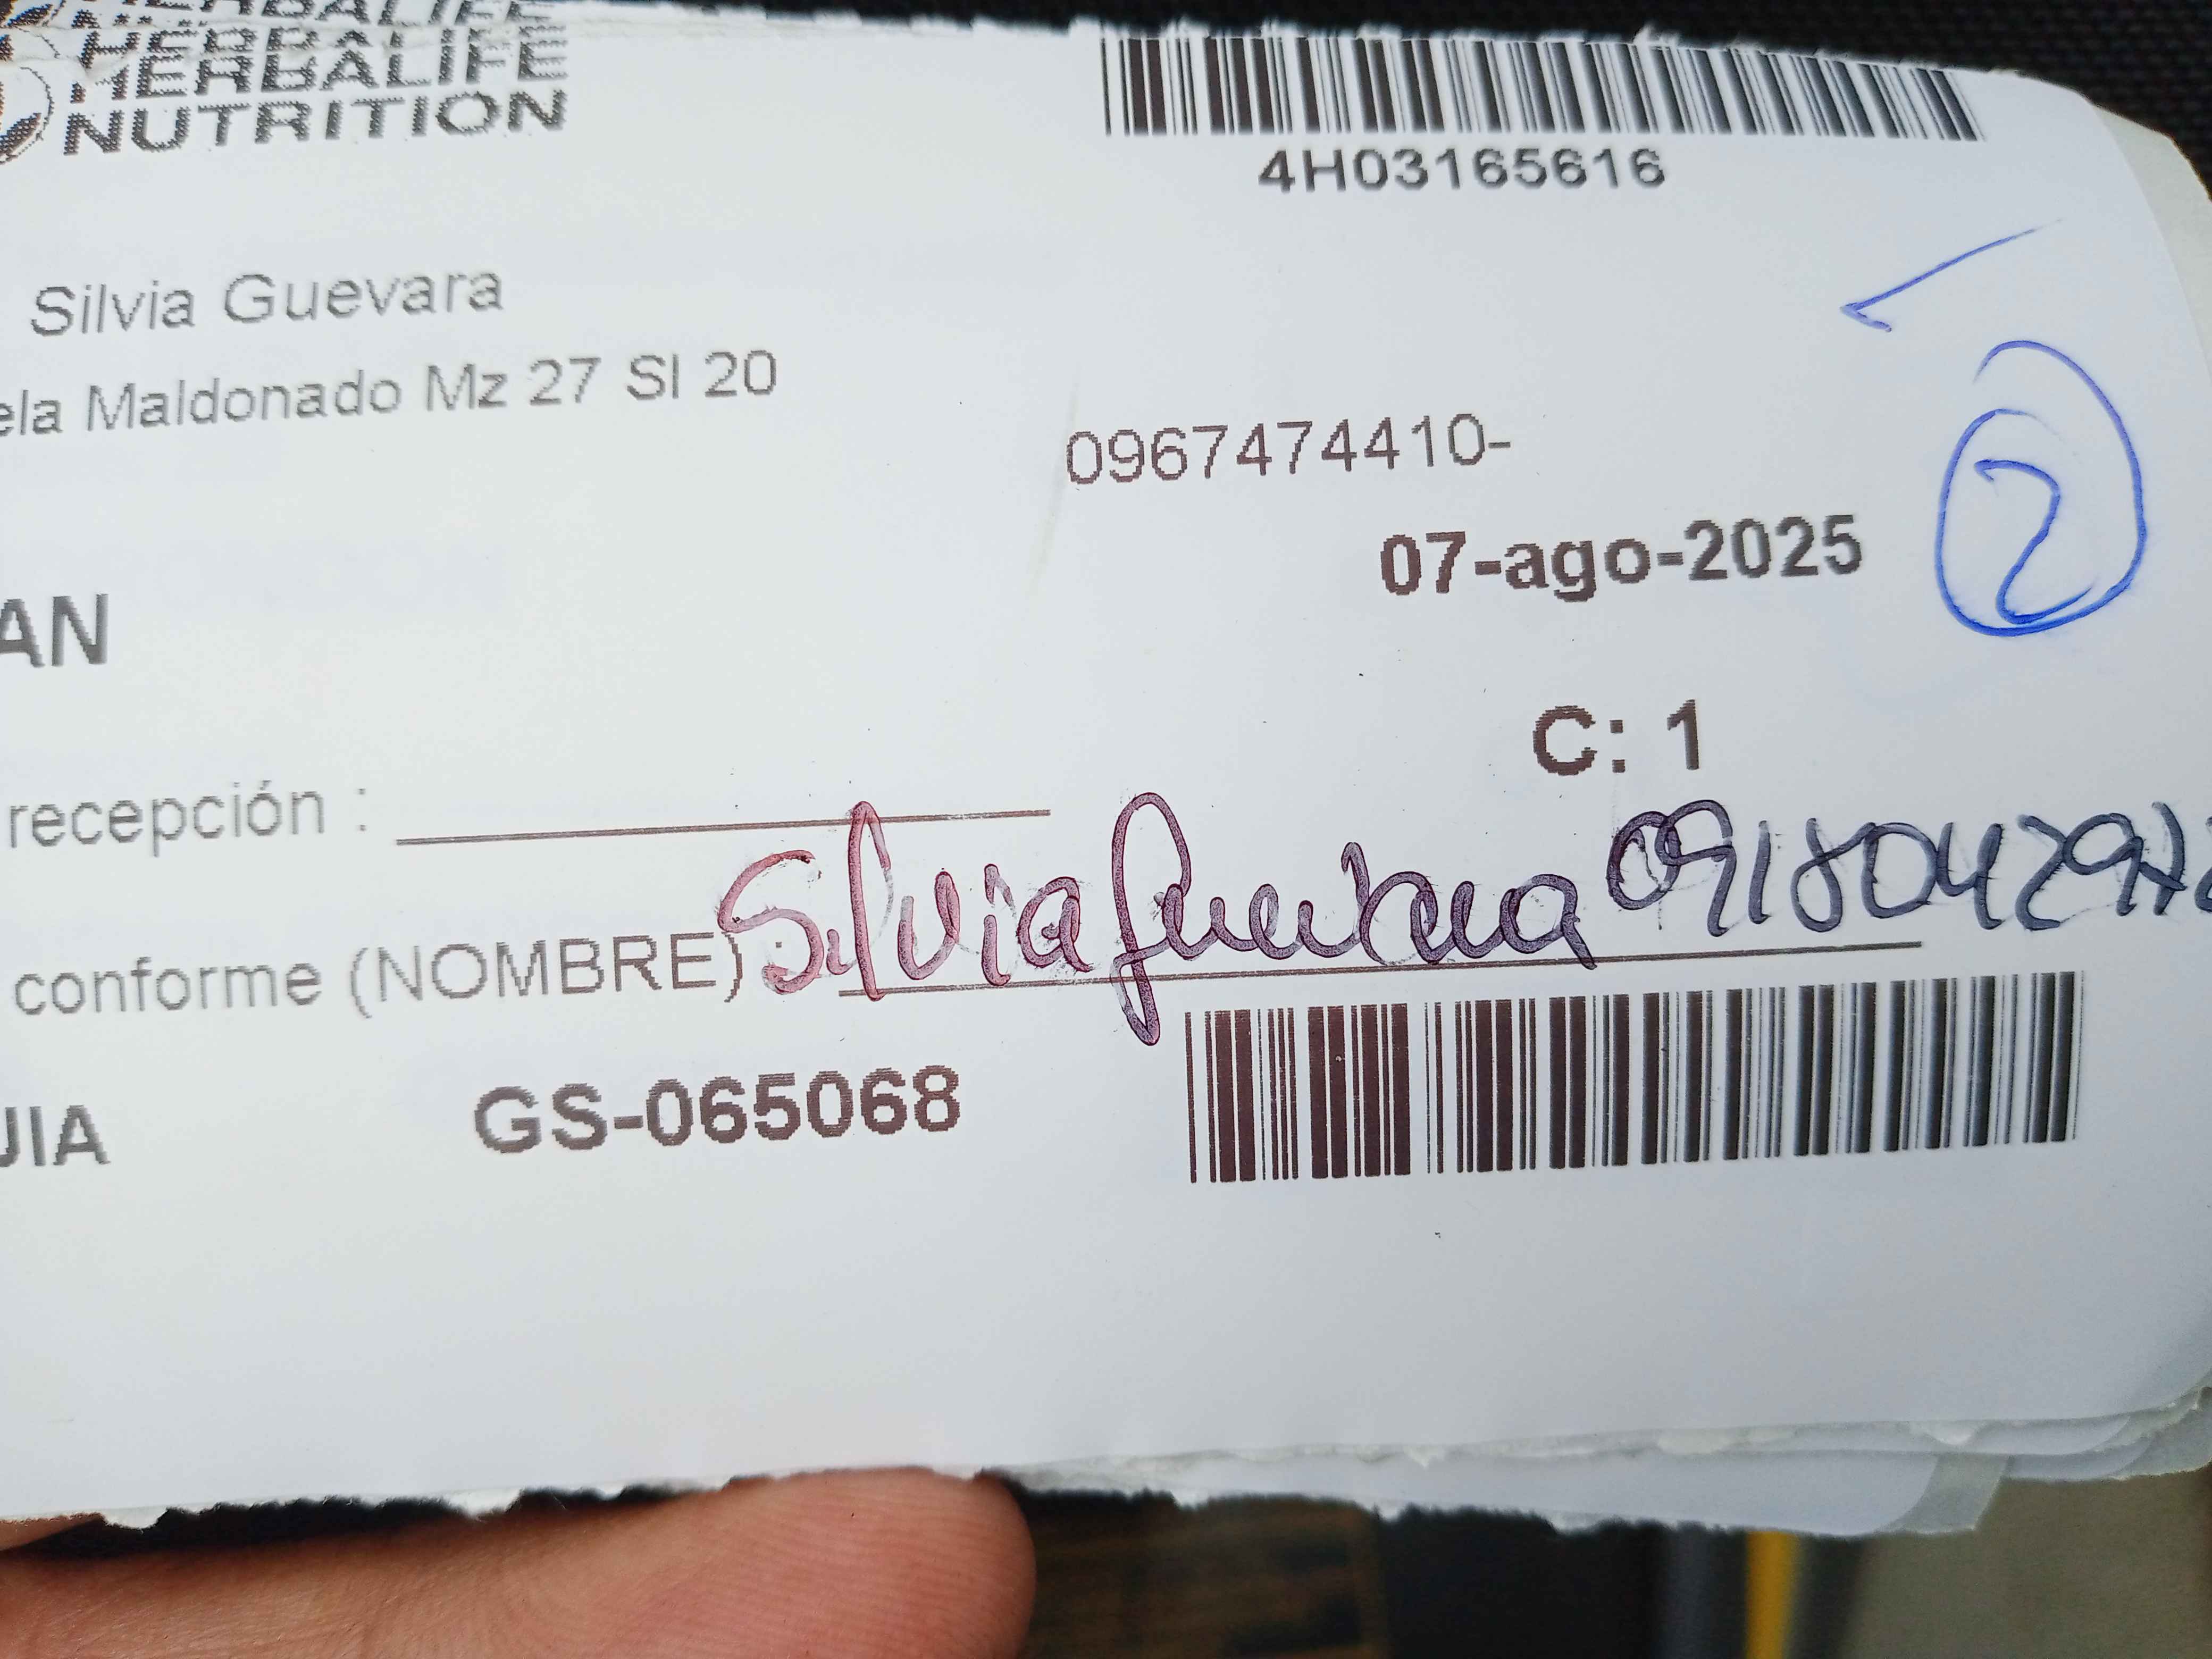 HERBALIFE
HERBALIFE
HERBALIFE
NUTRITION
4H03165616
Silvia Guevara
ela Maldonado Mz 27 Sl 20
0967474410-
07-ago-2025
2
AN
C: 1
recepción :
conforme (NOMBRE) : Silvia Guevara
UIA GS-065068